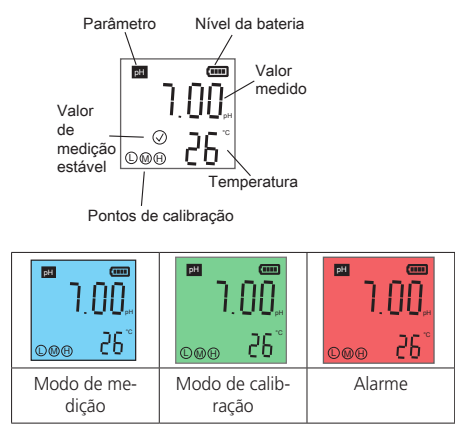 Parâmetro
Nível da bateria
pH
7.00 pH
Valor
medido
Valor
de
medição
estável
26 °C
L M H
Temperatura
Pontos de calibração
pH
7.00 pH
26 °C
L M H
pH
7.00 pH
26 °C
L M H
pH
7.00 pH
26 °C
L M H
Modo de me-
dição
Modo de calib-
ração
Alarme